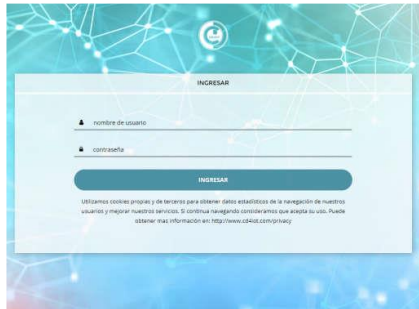 INGRESAR
nombre de usuario
contraseña
INGRESAR
Utilizamos cookies propias y de terceros para obtener datos estadísticos de la navegación de nuestros
usuarios y mejorar nuestros servicios. Si continua navegando consideramos que acepta su uso. Puede
obtener mas información en: http://www.cd4iot.com/privacy